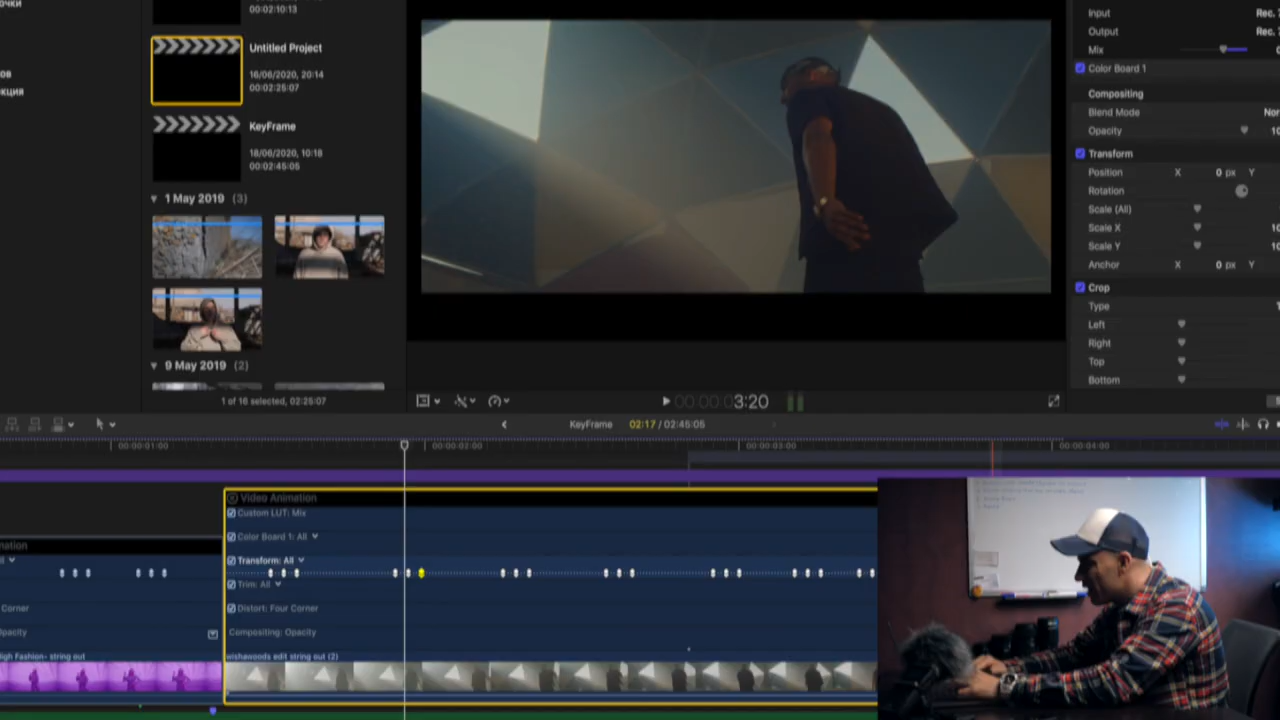 00:02:10:13
Untitled Project
16/06/2020, 20:14
00:02:25:07
KeyFrame
18/06/2020, 10:18
00:02:45:05
1 May 2019 (3)
9 May 2019 (2)
1 of 16 selected, 02:25:07
Input Rec.
Output Rec.
Mix
Color Board 1
Compositing
Blend Mode
Opacity
Transform
Position X 0 px Y
Rotation
Scale (All)
Scale X
Scale Y
Anchor X 0 px Y
Crop
Type
Left
Right
Top
Bottom
00:00:03:20
KeyFrame 02:17 / 02:45:05
00:00:01:00
00:00:02:00
00:00:03:00
00:00:04:00
Video Animation
Custom LUT: Mix
Color Board 1: All
Transform: All
Trim: All
Distort: Four Corner
Compositing: Opacity
wishawoods edit string out (2)
Corner
High Fashion- string out